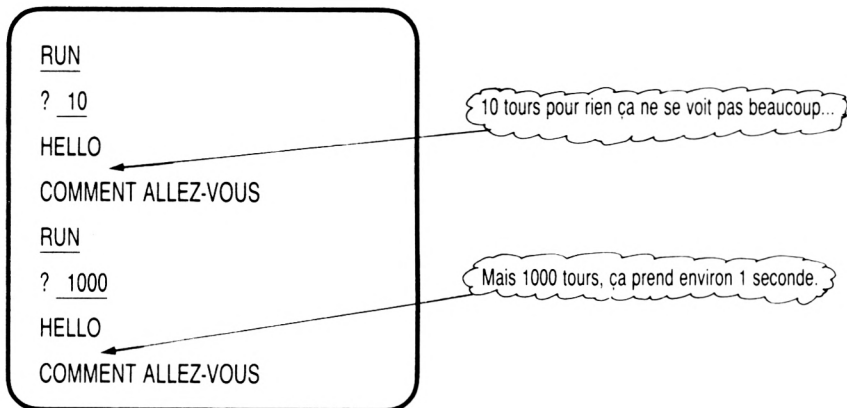 RUN
? 10
HELLO
COMMENT ALLEZ-VOUS
RUN
? 1000
HELLO
COMMENT ALLEZ-VOUS
10 tours pour rien ça ne se voit pas beaucoup...
Mais 1000 tours, ça prend environ 1 seconde.